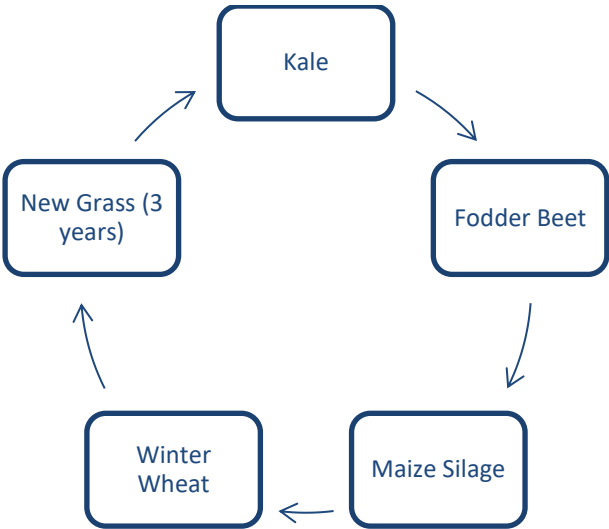 Kale
Fodder Beet
Maize Silage
Winter
Wheat
New Grass (3
years)